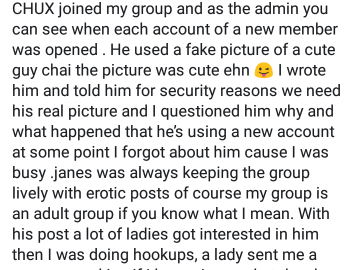 CHUX joined my group and as the admin you
can see when each account of a new member
was opened . He used a fake picture of a cute
guy chai the picture was cute ehn 😜 I wrote
him and told him for security reasons we need
his real picture and I questioned him why and
what happened that he’s using a new account
at some point I forgot about him cause I was
busy .janes was always keeping the group
lively with erotic posts of course my group is
an adult group if you know what I mean. With
his post a lot of ladies got interested in him
then I was doing hookups, a lady sent me a